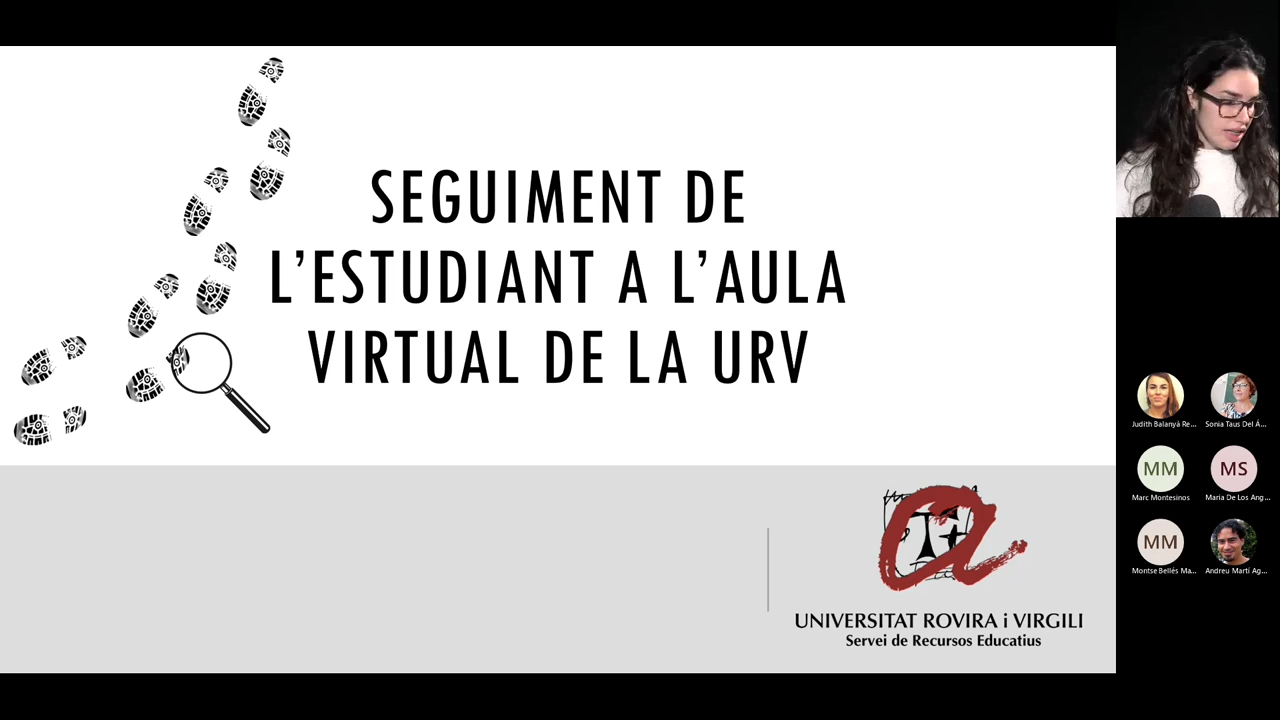 SEGUIMENT DE
L’ESTUDIANT A L’AULA
VIRTUAL DE LA URV
UNIVERSITAT ROVIRA i VIRGILI
Servei de Recursos Educatius
Judith Balanyà Re...
Sonia Taus Del Á...
MM
MS
Marc Montesinos
Maria De Los Ang...
MM
Montse Bellés Ma...
Andreu Martí Ag...